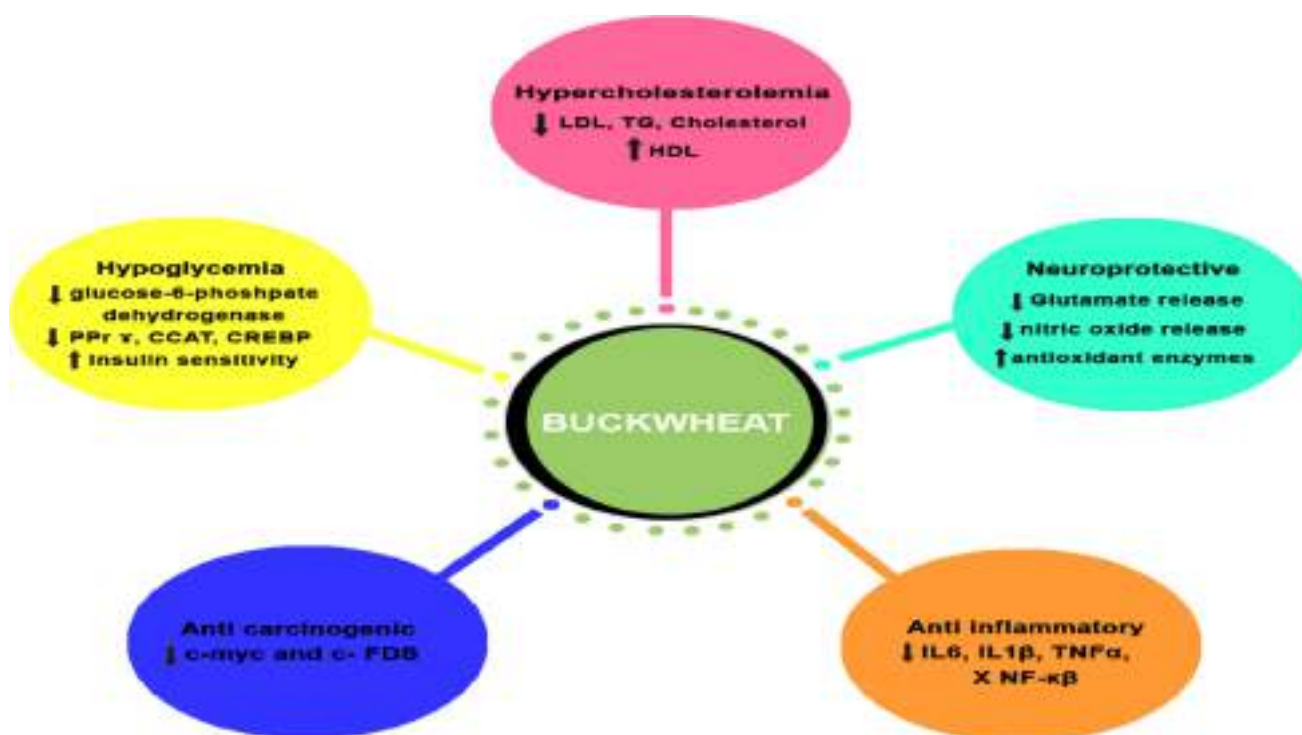 Hypercholesterolemia
↓ LDL, TG, Cholesterol
↑ HDL
Hypoglycemia
↓ glucose-6-phoshpate
dehydrogenase
↓ PPr γ, CCAT, CREBP
↑ Insulin sensitivity
Neuroprotective
↓ Glutamate release
↓ nitric oxide release
↑ antioxidant enzymes
BUCKWHEAT
Anti carcinogenic
↓ c-myc and c-
Anti inflammatory
↓ IL6, IL1β, TNFα,
X NF-κβ